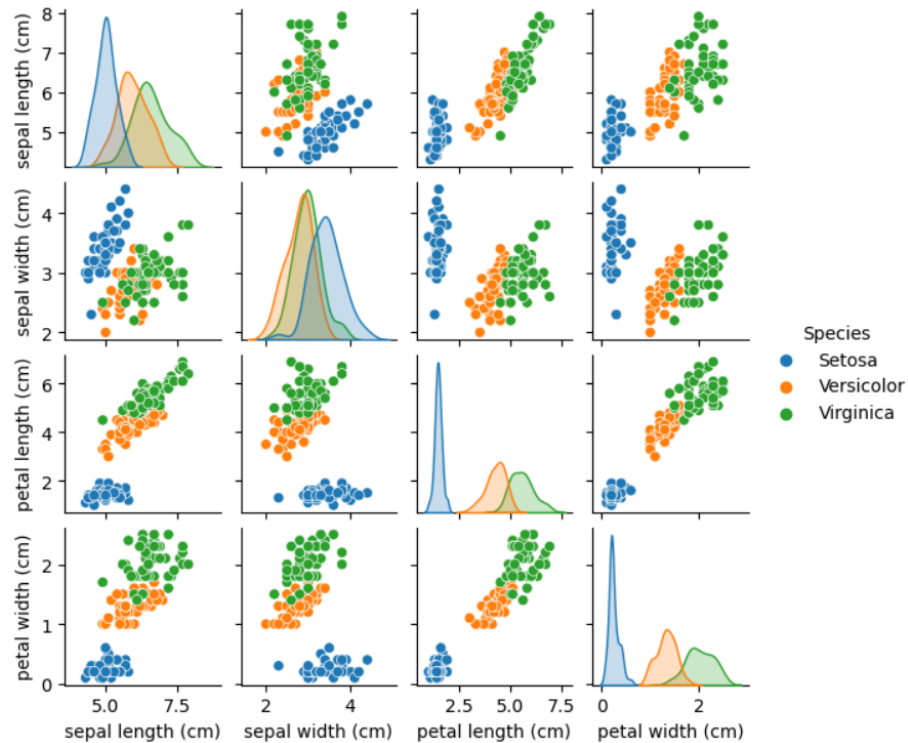 sepal length (cm)
8
7
6
5
sepal width (cm)
4
3
2
petal length (cm)
6
4
2
petal width (cm)
2
1
0
5.0
7.5
sepal length (cm)
2
4
sepal width (cm)
2.5
5.0
7.5
petal length (cm)
0
2
petal width (cm)
Species
Setosa
Versicolor
Virginica